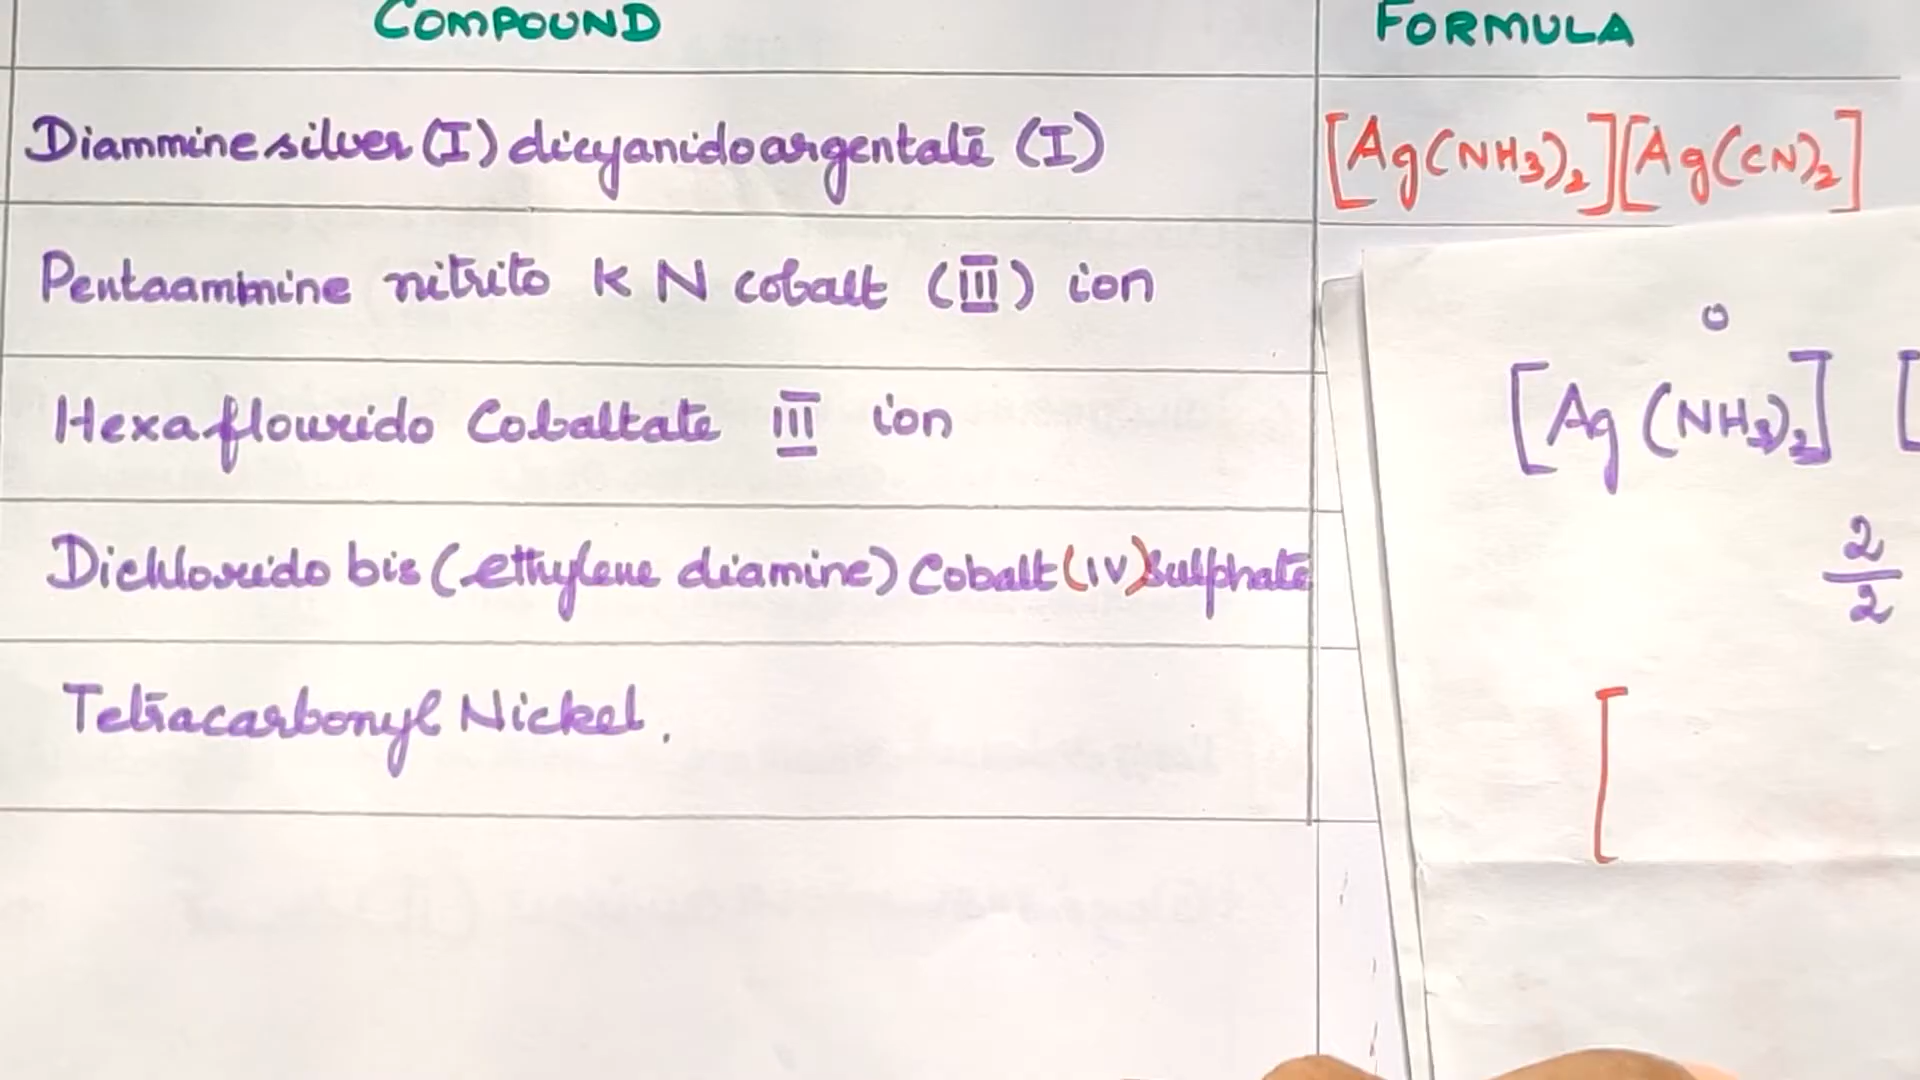 COMPOUND FORMULA
Diamminesilver (I) dicyanidoargentate (I) [Ag(NH3)2][Ag(CN)2]
Pentaammine nitrito K N cobalt (III) ion
Hexaflourido Cobaltate III ion
Dichlorido bis (ethylene diamine) Cobalt (IV) Sulphate
Tetracarbonyl Nickel.
0
[Ag (NH3)2] [
2
2
[